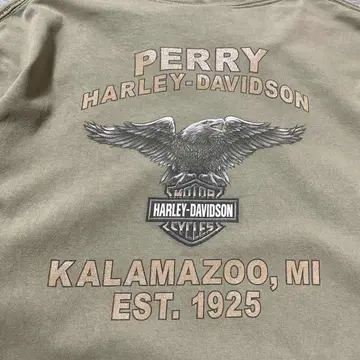 PERRY
HARLEY-DAVIDSON
MOTOR
HARLEY-DAVIDSON
CYCLES
KALAMAZOO, MI
EST. 1925